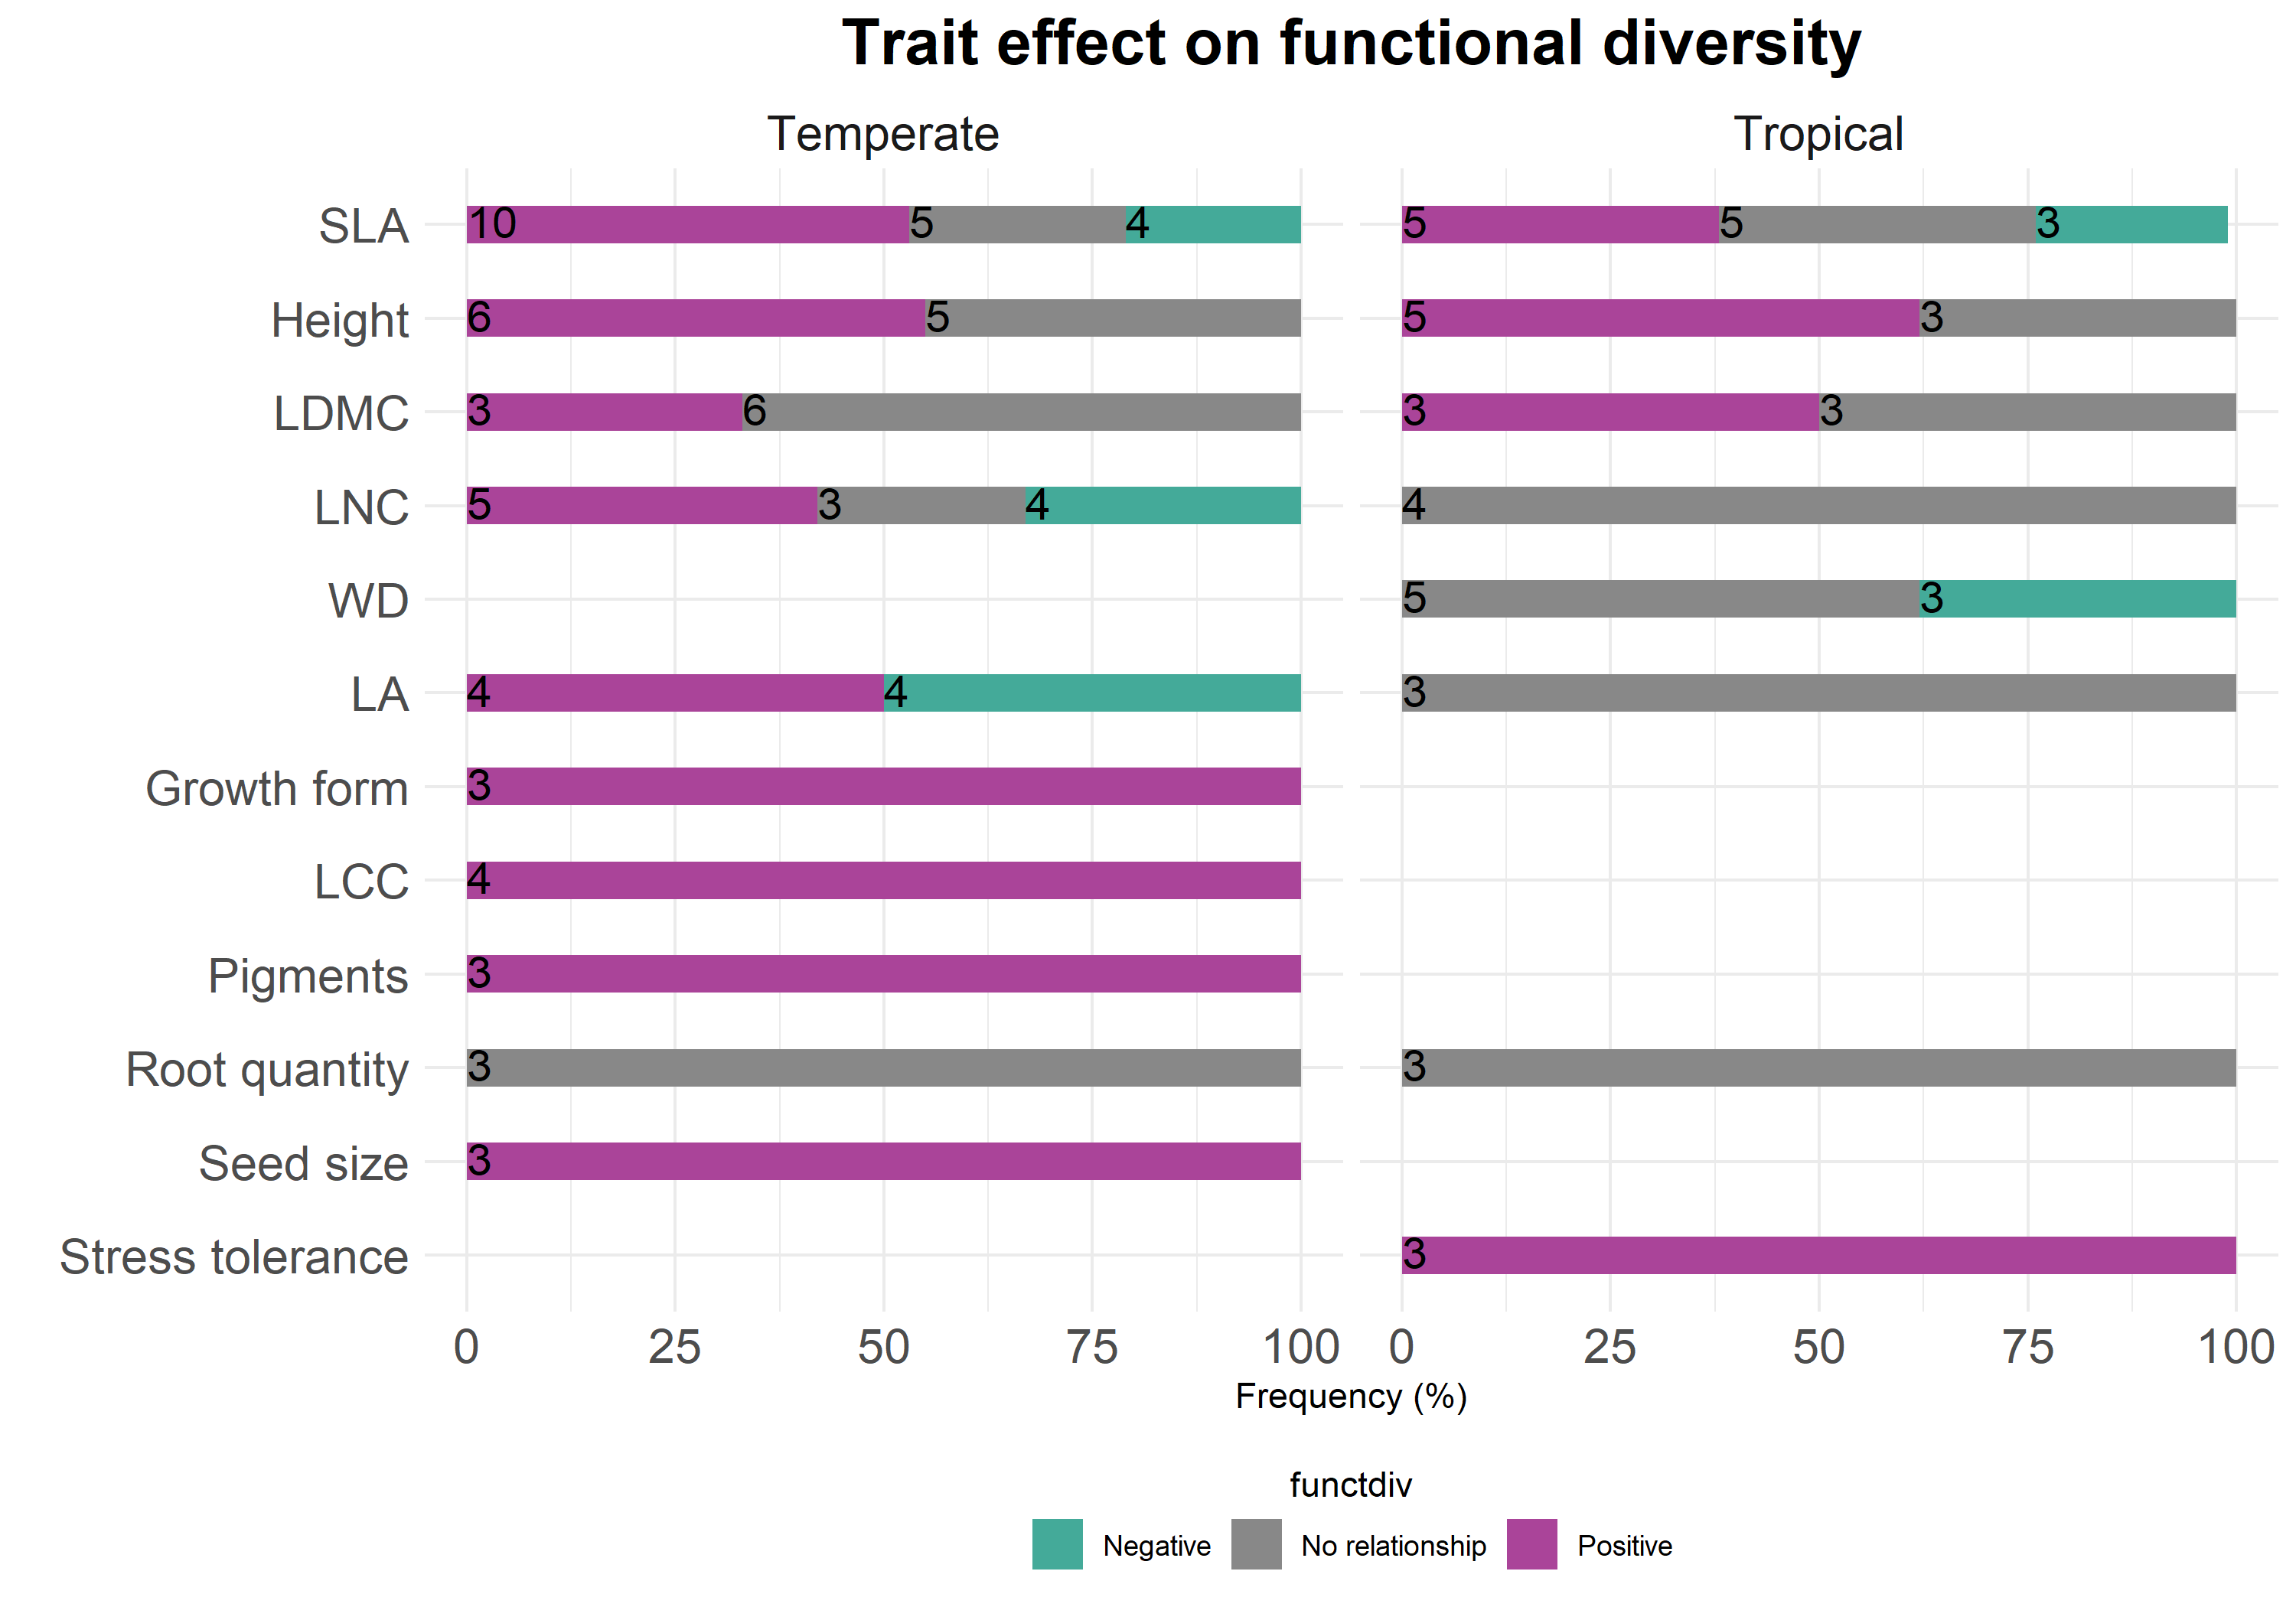 Trait effect on functional diversity
Temperate Tropical
SLA 10 5 4 5 5 3
Height 6 5 5 3
LDMC 3 6 3 3
LNC 5 3 4 4
WD 5 3
LA 4 4 3
Growth form 3
LCC 4
Pigments 3
Root quantity 3 3
Seed size 3
Stress tolerance 3
0 25 50 75 100 0 25 50 75 100
Frequency (%)
functdiv
Negative No relationship Positive